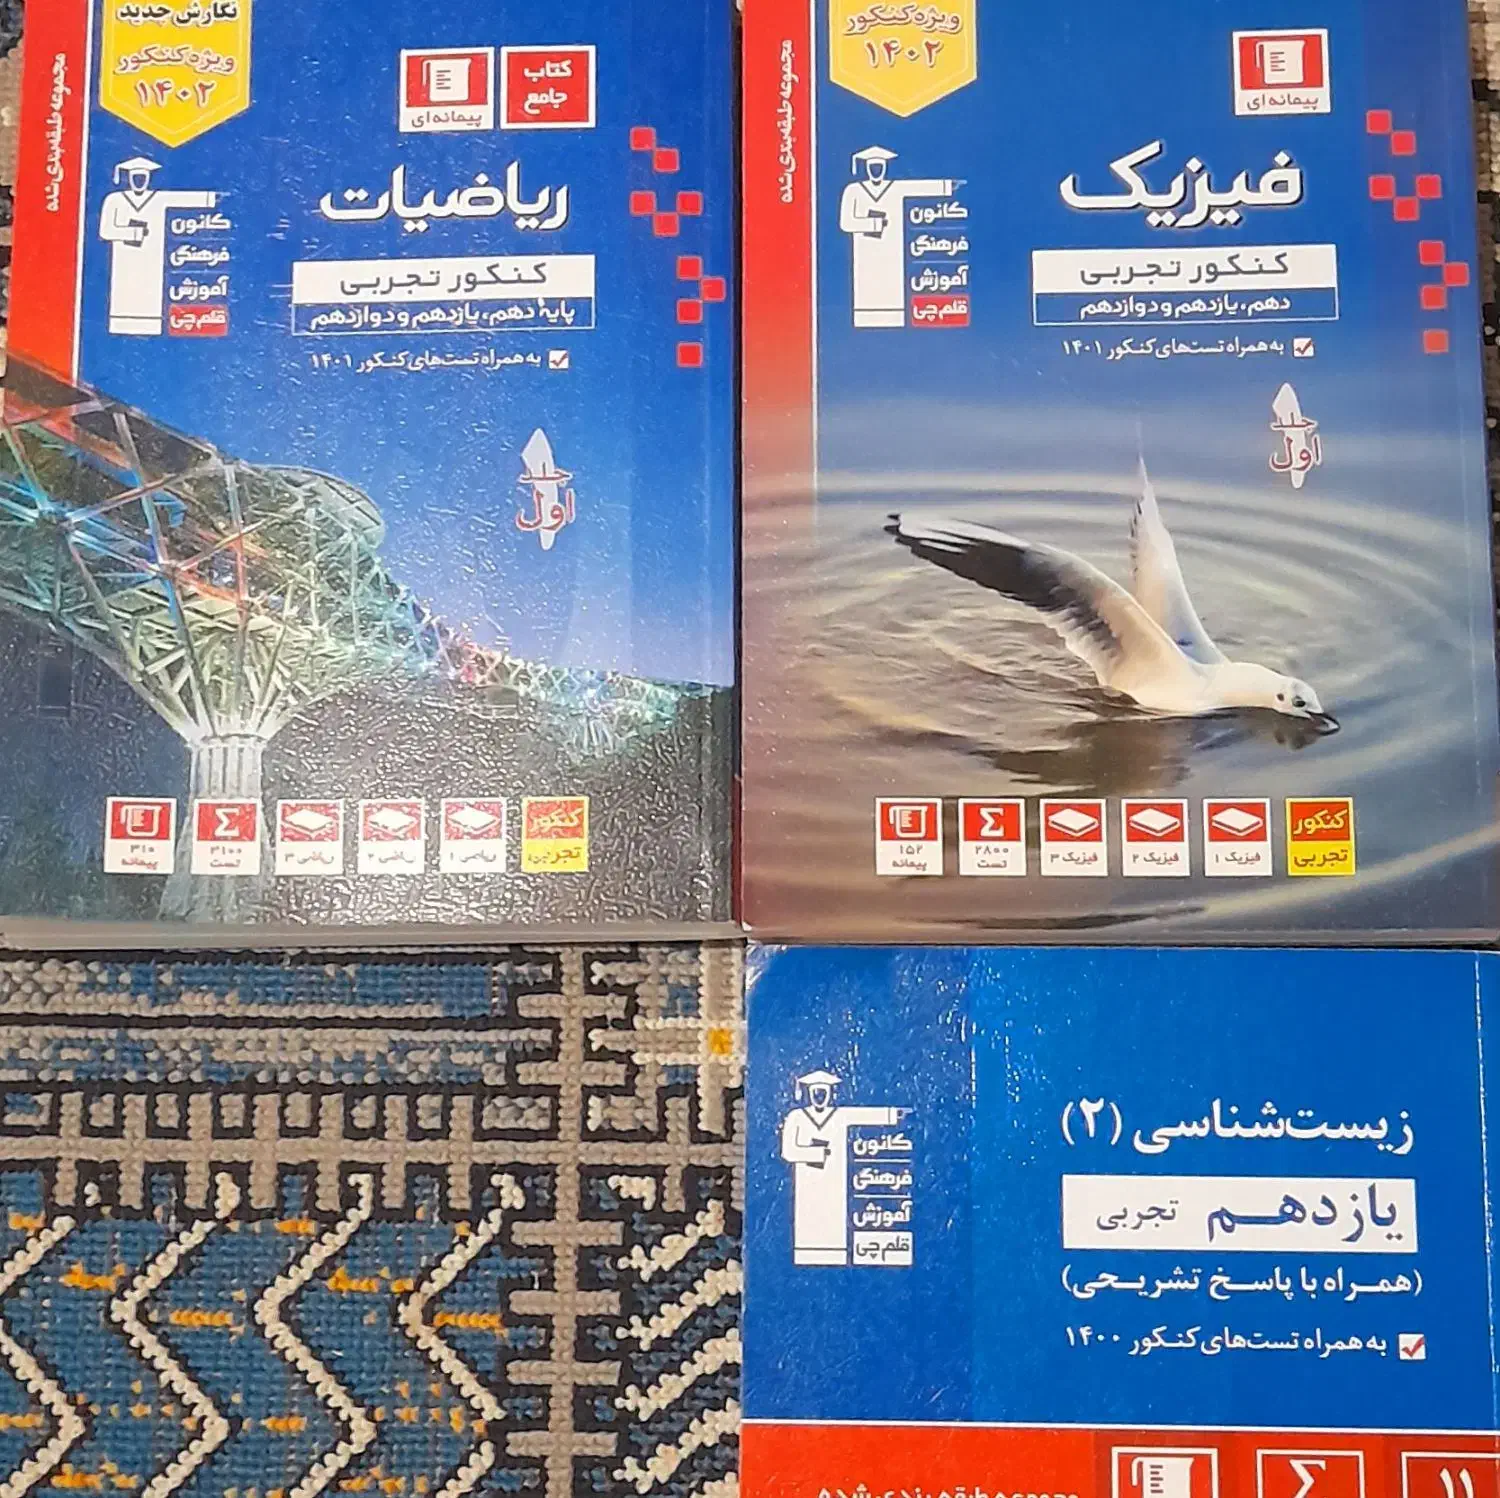 ویژه کنکور
۱۴۰۲
پیمانه‌ای
مجموعه طبقه‌بندی شده
فیزیک
کانون
فرهنگی
آموزش
قلم‌چی
کنکور تجربی
دهم، یازدهم و دوازدهم
به همراه تست‌های کنکور ۱۴۰۱
جلد
اول
کنکور
تجربی
فیزیک ۱
فیزیک ۲
فیزیک ۳
۲۸۰۰
تست
۱۵۲
پیمانه
نگارش جدید
ویژه کنکور
۱۴۰۲
کتاب
جامع
پیمانه‌ای
مجموعه طبقه‌بندی شده
ریاضیات
کانون
فرهنگی
آموزش
قلم‌چی
کنکور تجربی
پایه دهم، یازدهم و دوازدهم
به همراه تست‌های کنکور ۱۴۰۱
جلد
اول
کنکور
تجربی
ریاضی ۱
ریاضی ۲
ریاضی ۳
Σ
۳۱۰۰
تست
۳۱۰
پیمانه
زیست‌شناسی (۲)
کانون
فرهنگی
آموزش
قلم‌چی
یازدهم تجربی
(همراه با پاسخ تشریحی)
به همراه تست‌های کنکور ۱۴۰۰
۱۱
Σ